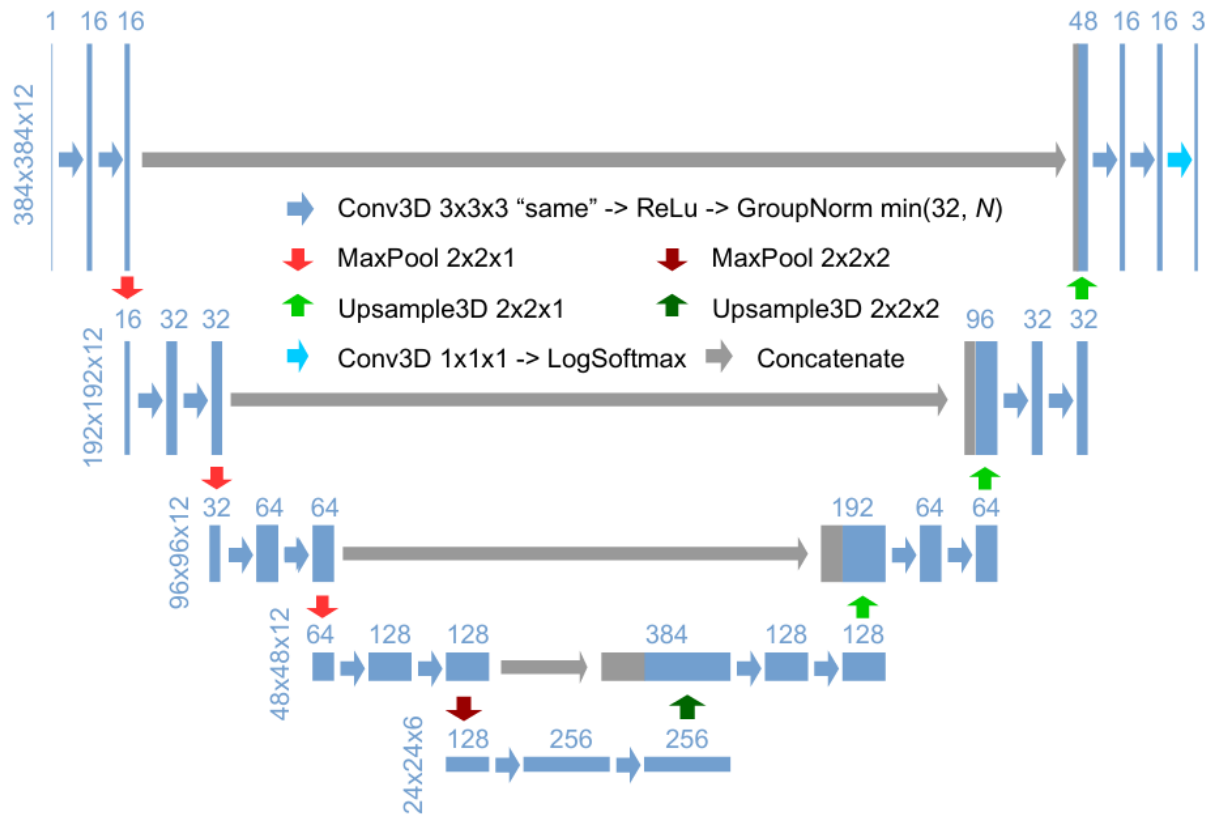 1 16 16
48 16 16 3
384x384x12
Conv3D 3x3x3 “same” -> ReLu -> GroupNorm min(32, N)
MaxPool 2x2x1
MaxPool 2x2x2
Upsample3D 2x2x1
Upsample3D 2x2x2
Conv3D 1x1x1 -> LogSoftmax
Concatenate
16 32 32
96 32 32
192x192x12
32 64 64
192 64 64
96x96x12
64 128 128
384 128 128
48x48x12
128 256 256
24x24x6